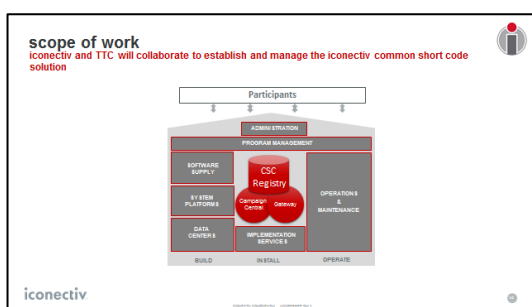 scope of work
iconectiv and TTC will collaborate to establish and manage the iconectiv common short code
solution
Participants
ADMINISTRATION
PROGRAM MANAGEMENT
SOFTWARE
SUPPLY
SYSTEM
PLATFORMS
DATA
CENTERS
CSC
Registry
Campaign
Central
Gateway
IMPLEMENTATION
SERVICES
OPERATIONS
&
MAINTENANCE
BUILD
INSTALL
OPERATE
iconectiv